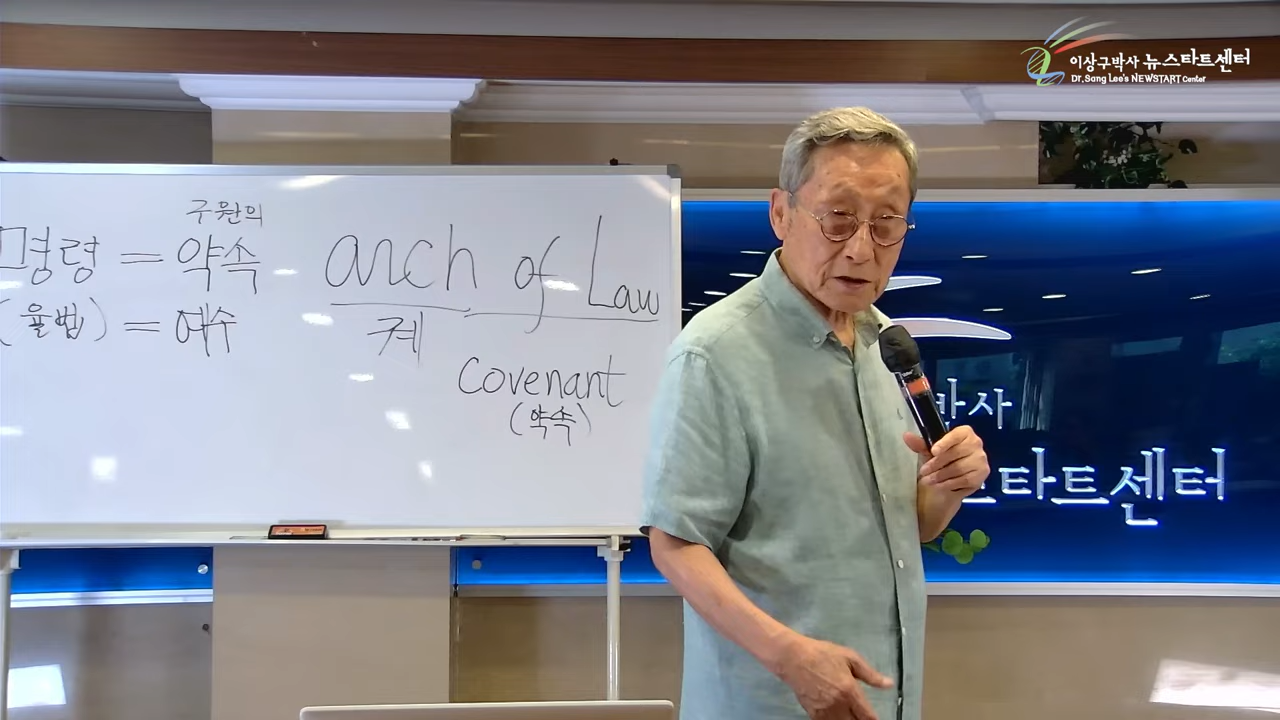 이상구박사 뉴스타트센터
Dr. Sang Lee's NEWSTART Center
구원의
명령 = 약속
(율법) = 예수
arch of Law
궤
covenant
(약속)
박사
스타트센터